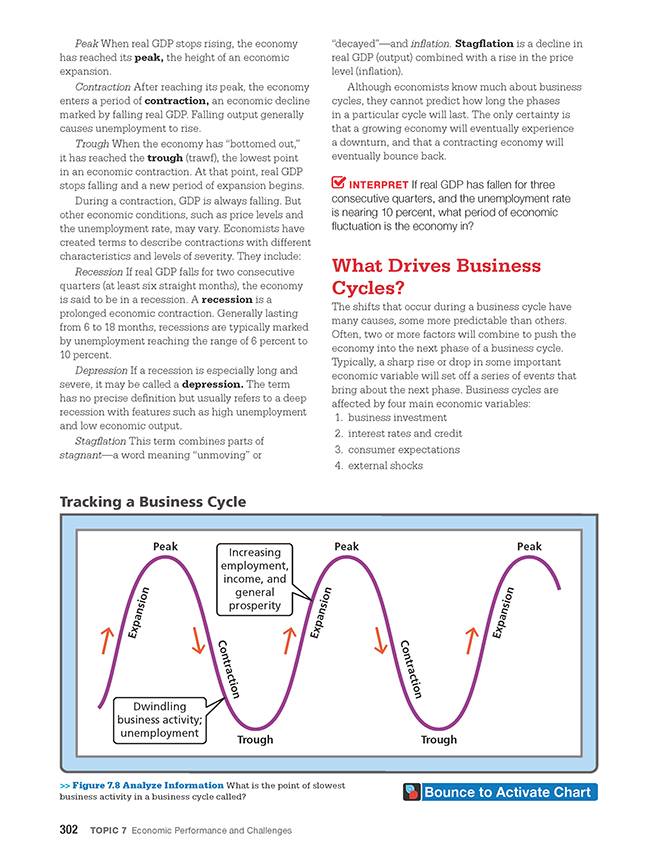 Peak When real GDP stops rising, the economy
has reached its peak, the height of an economic
expansion.
Contraction After reaching its peak, the economy
enters a period of contraction, an economic decline
marked by falling real GDP. Falling output generally
causes unemployment to rise.
Trough When the economy has “bottomed out,”
it has reached the trough (trawf), the lowest point
in an economic contraction. At that point, real GDP
stops falling and a new period of expansion begins.
During a contraction, GDP is always falling. But
other economic conditions, such as price levels and
the unemployment rate, may vary. Economists have
created terms to describe contractions with different
characteristics and levels of severity. They include:
Recession If real GDP falls for two consecutive
quarters (at least six straight months), the economy
is said to be in a recession. A recession is a
prolonged economic contraction. Generally lasting
from 6 to 18 months, recessions are typically marked
by unemployment reaching the range of 6 percent to
10 percent.
Depression If a recession is especially long and
severe, it may be called a depression. The term
has no precise definition but usually refers to a deep
recession with features such as high unemployment
and low economic output.
Stagflation This term combines parts of
stagnant—a word meaning “unmoving” or
“decayed”—and inflation. Stagflation is a decline in
real GDP (output) combined with a rise in the price
level (inflation).
Although economists know much about business
cycles, they cannot predict how long the phases
in a particular cycle will last. The only certainty is
that a growing economy will eventually experience
a downturn, and that a contracting economy will
eventually bounce back.
INTERPRET If real GDP has fallen for three
consecutive quarters, and the unemployment rate
is nearing 10 percent, what period of economic
fluctuation is the economy in?
What Drives Business
Cycles?
The shifts that occur during a business cycle have
many causes, some more predictable than others.
Often, two or more factors will combine to push the
economy into the next phase of a business cycle.
Typically, a sharp rise or drop in some important
economic variable will set off a series of events that
bring about the next phase. Business cycles are
affected by four main economic variables:
1. business investment
2. interest rates and credit
3. consumer expectations
4. external shocks
Tracking a Business Cycle
Peak
Increasing
employment,
income, and
general
prosperity
Peak
Peak
Expansion
Contraction
Expansion
Contraction
Expansion
Dwindling
business activity;
unemployment
Trough
Trough
>> Figure 7.8 Analyze Information What is the point of slowest
business activity in a business cycle called?
Bounce to Activate Chart
302 TOPIC 7 Economic Performance and Challenges